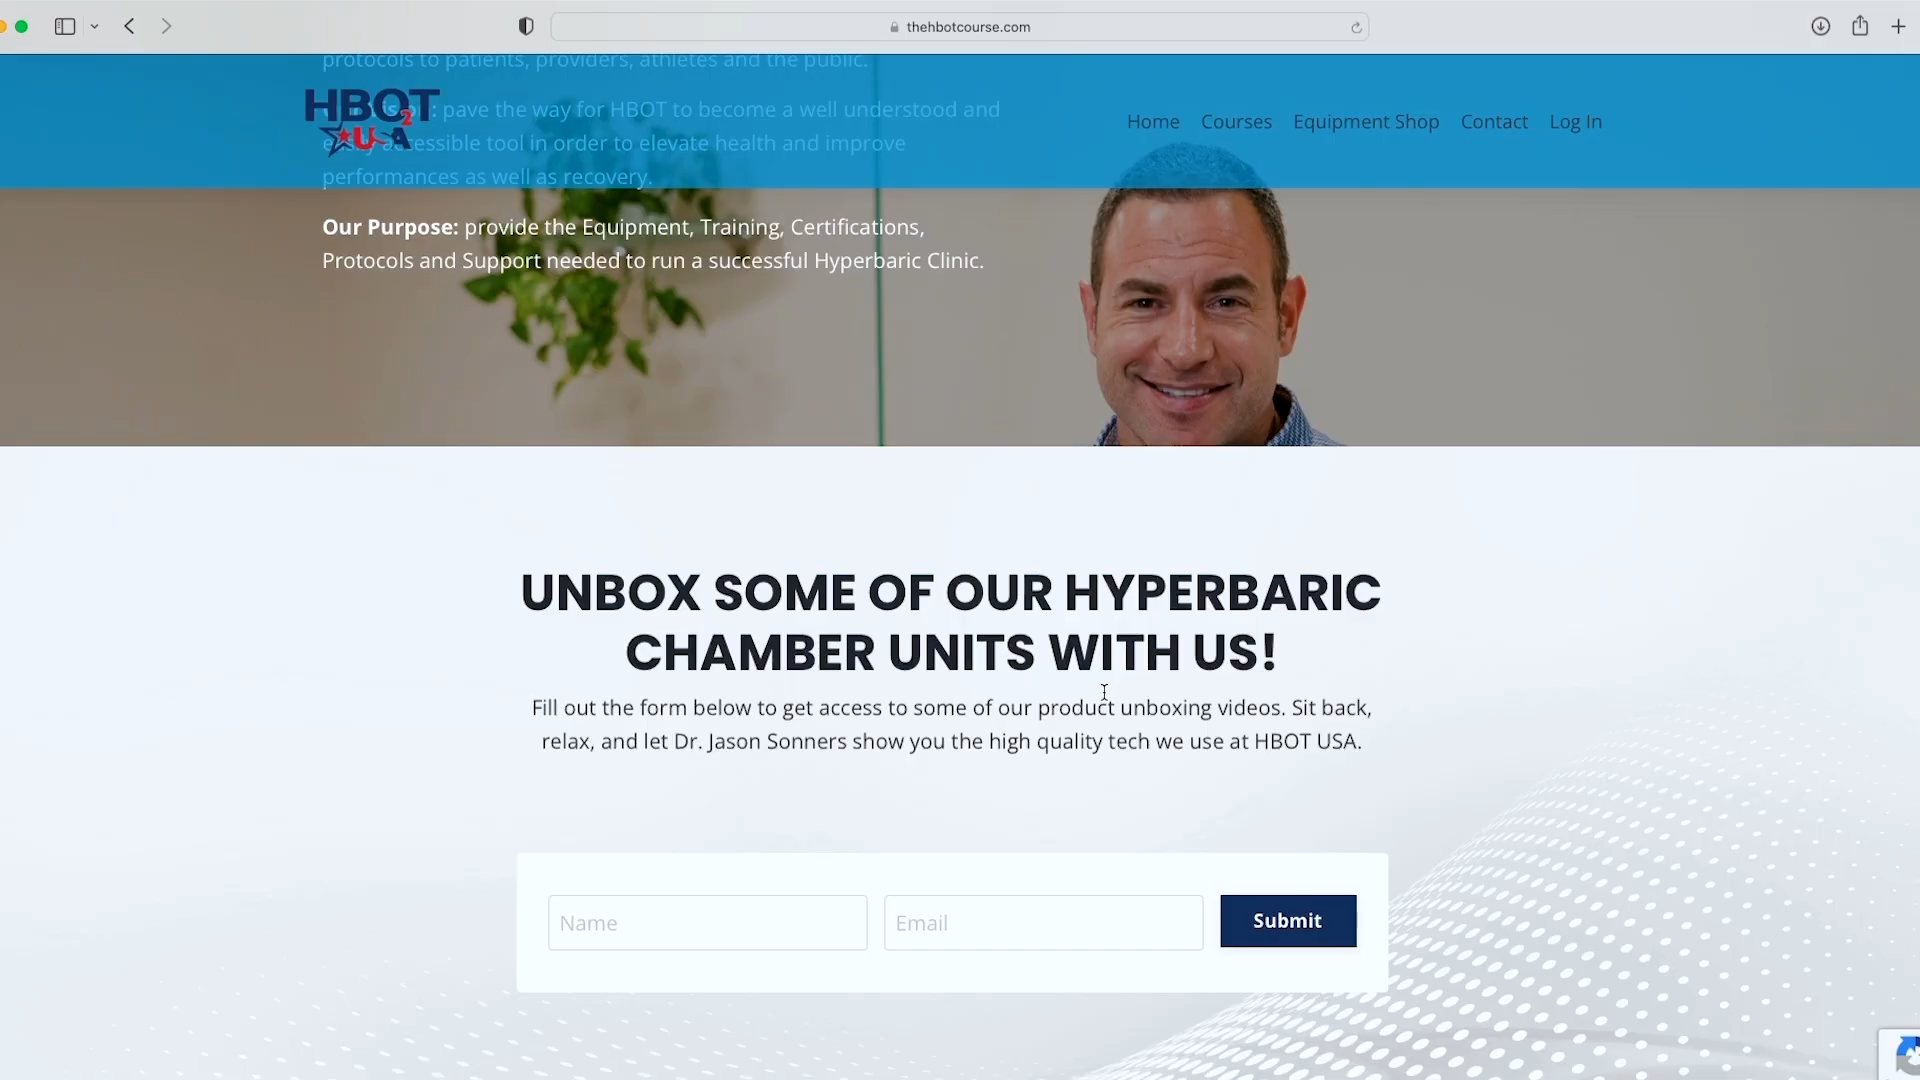 thehbotcourse.com
protocols to patients, providers, athletes and the public.
HBOT
2
USA
pave the way for HBOT to become a well understood and
accessible tool in order to elevate health and improve
performances as well as recovery.
Home Courses Equipment Shop Contact Log In
Our Purpose: provide the Equipment, Training, Certifications,
Protocols and Support needed to run a successful Hyperbaric Clinic.
UNBOX SOME OF OUR HYPERBARIC
CHAMBER UNITS WITH US!
Fill out the form below to get access to some of our product unboxing videos. Sit back,
relax, and let Dr. Jason Sonners show you the high quality tech we use at HBOT USA.
Name Email Submit